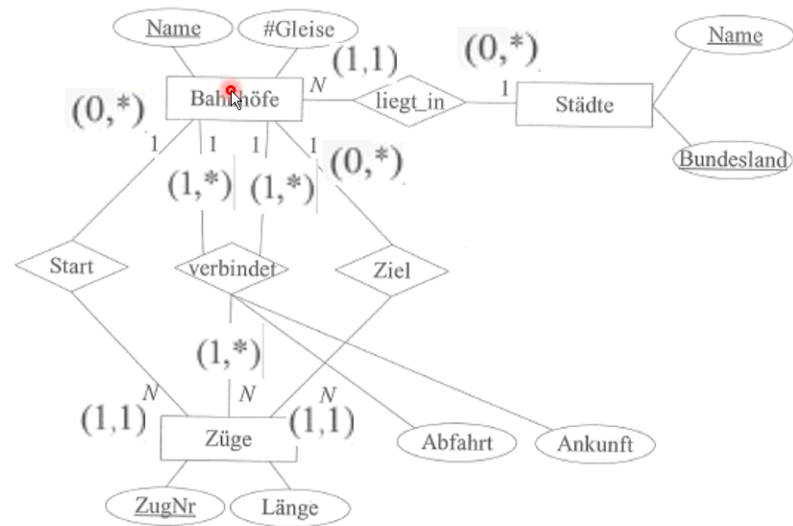 Name
#Gleise
Name
(1,1)
(0,*)
N
1
Bahnhöfe
liegt_in
Städte
(0,*)
1
1
1
1
(0,*)
Bundesland
(1,*)
(1,*)
Start
verbindet
Ziel
(1,*)
N
N
N
(1,1)
(1,1)
Züge
Abfahrt
Ankunft
ZugNr
Länge